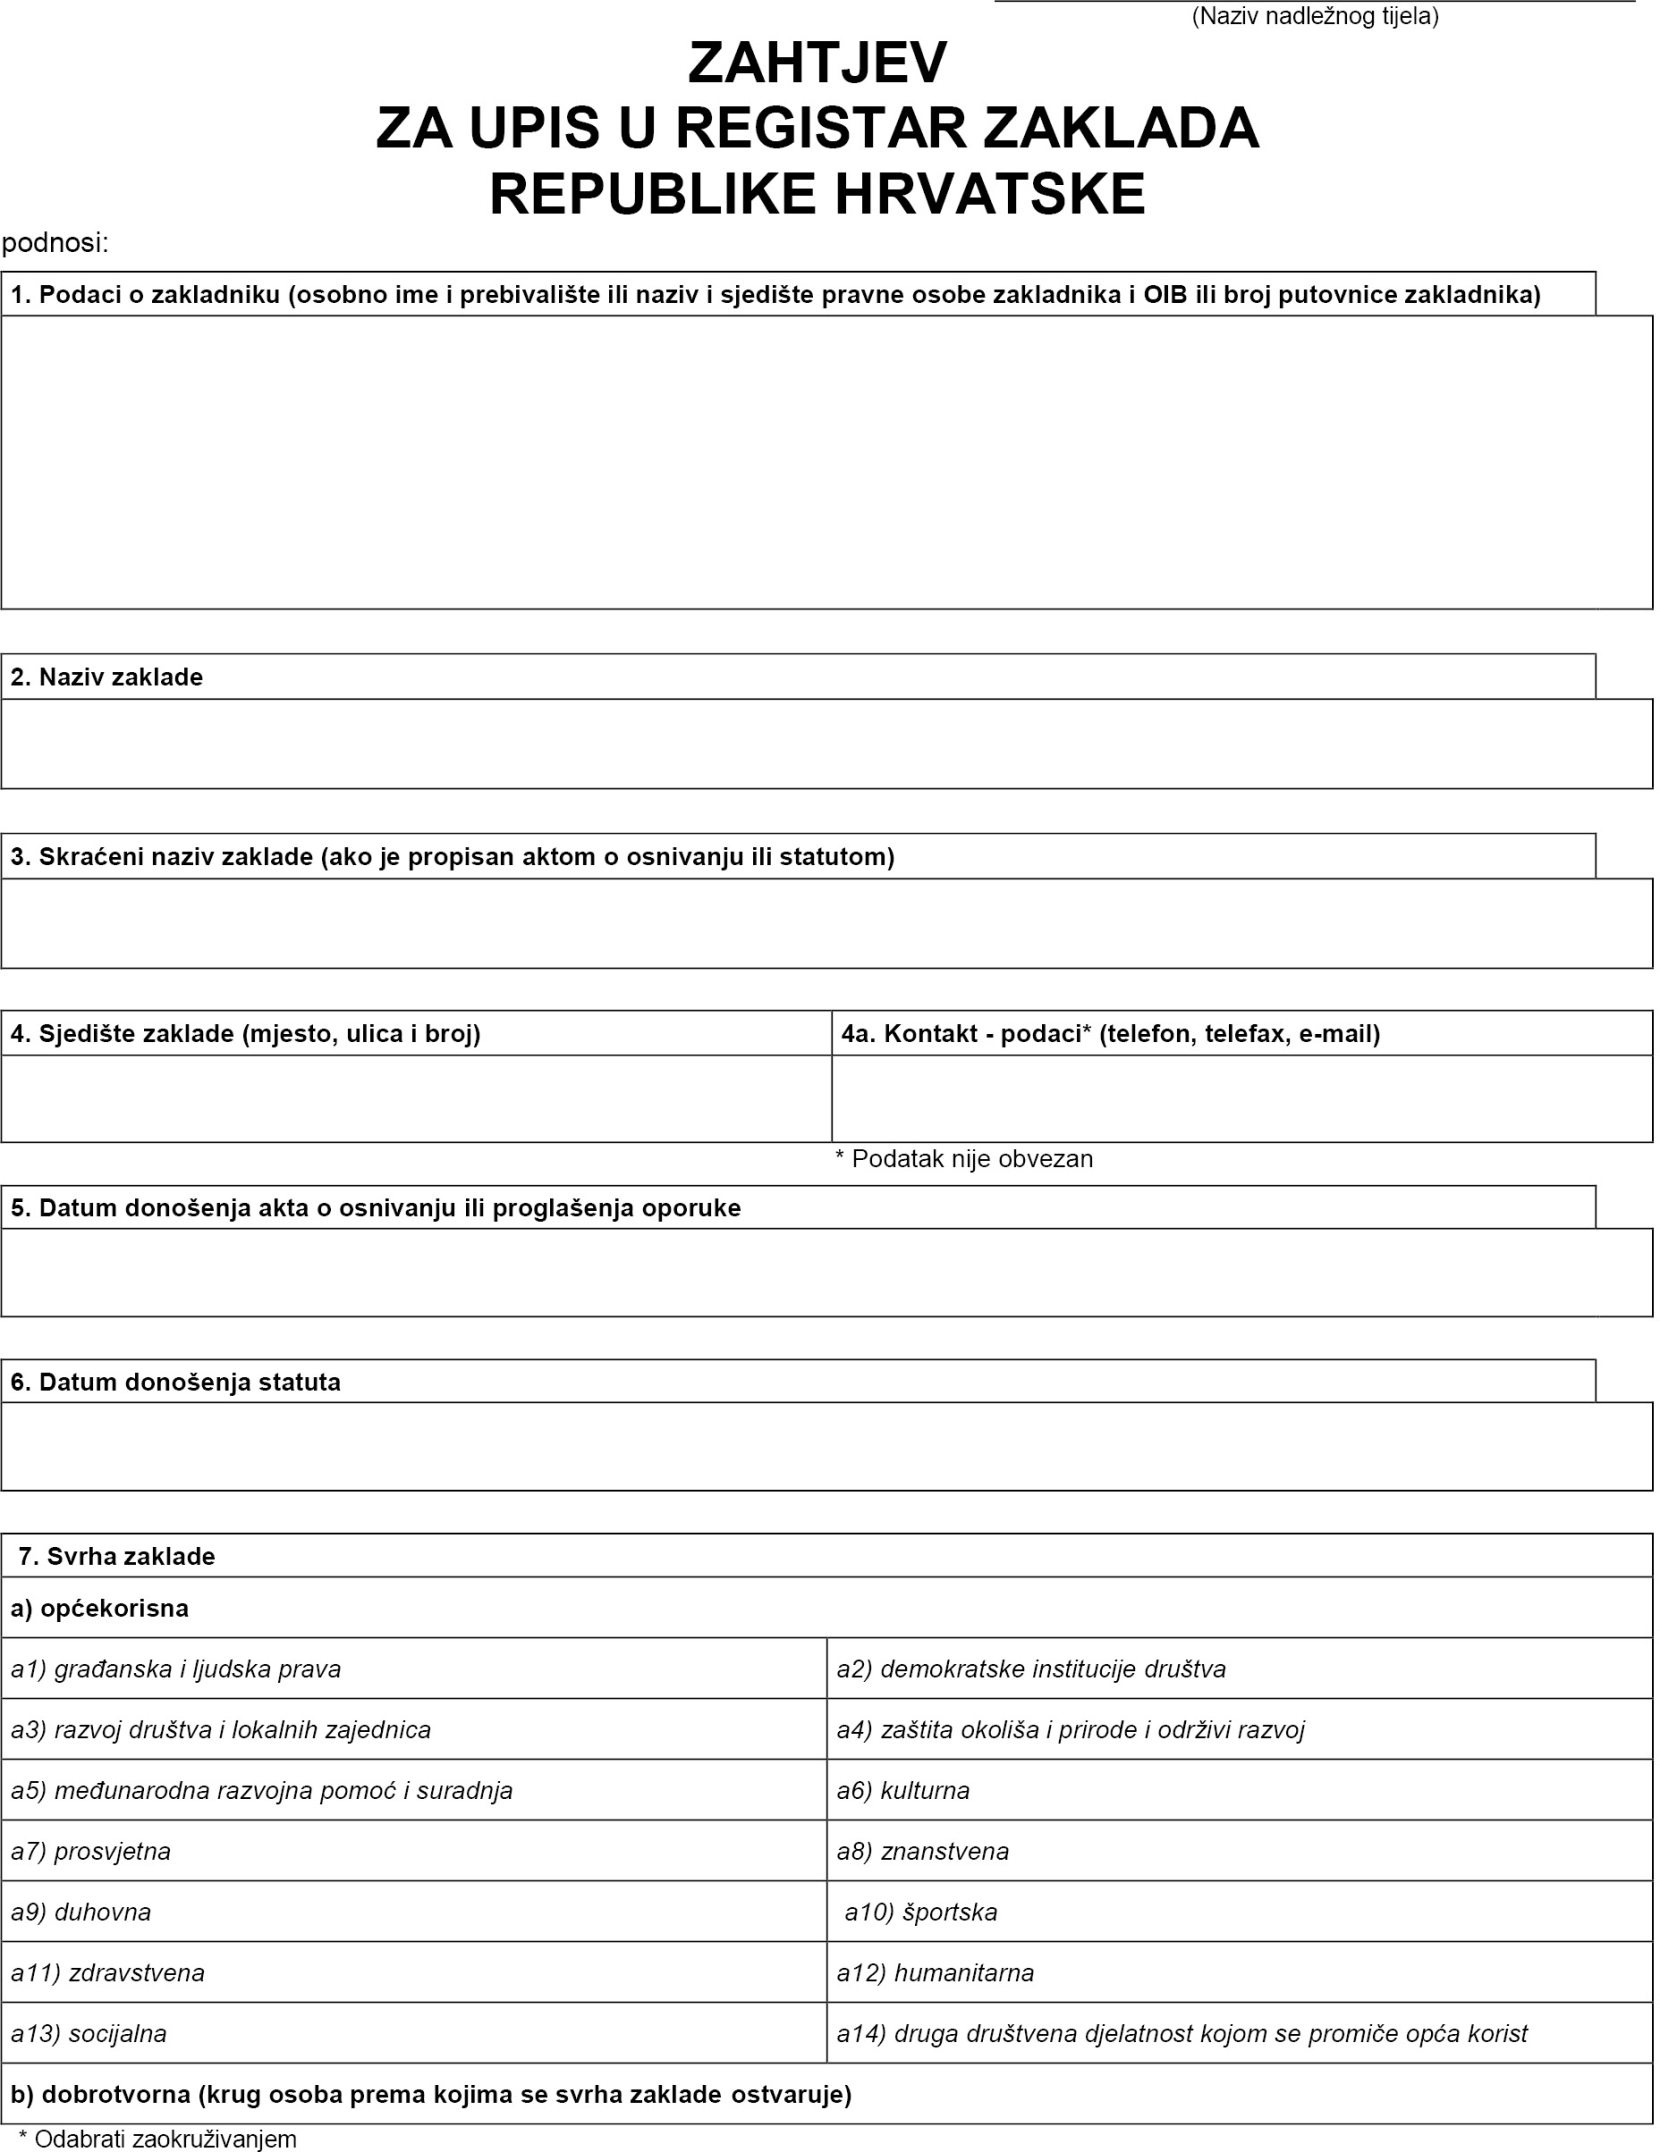 (Naziv nadležnog tijela)
ZAHTJEV
ZA UPIS U REGISTAR ZAKLADA
REPUBLIKE HRVATSKE
podnosi:
1. Podaci o zakladniku (osobno ime i prebivalište ili naziv i sjedište pravne osobe zakladnika i OIB ili broj putovnice zakladnika)
2. Naziv zaklade
3. Skraćeni naziv zaklade (ako je propisan aktom o osnivanju ili statutom)
4. Sjedište zaklade (mjesto, ulica i broj)
4a. Kontakt - podaci* (telefon, telefax, e-mail)
* Podatak nije obvezan
5. Datum donošenja akta o osnivanju ili proglašenja oporuke
6. Datum donošenja statuta
7. Svrha zaklade
a) općekorisna
a1) građanska i ljudska prava
a2) demokratske institucije društva
a3) razvoj društva i lokalnih zajednica
a4) zaštita okoliša i prirode i održivi razvoj
a5) međunarodna razvojna pomoć i suradnja
a6) kulturna
a7) prosvjetna
a8) znanstvena
a9) duhovna
a10) športska
a11) zdravstvena
a12) humanitarna
a13) socijalna
a14) druga društvena djelatnost kojom se promiče opća korist
b) dobrotvorna (krug osoba prema kojima se svrha zaklade ostvaruje)
* Odabrati zaokruživanjem